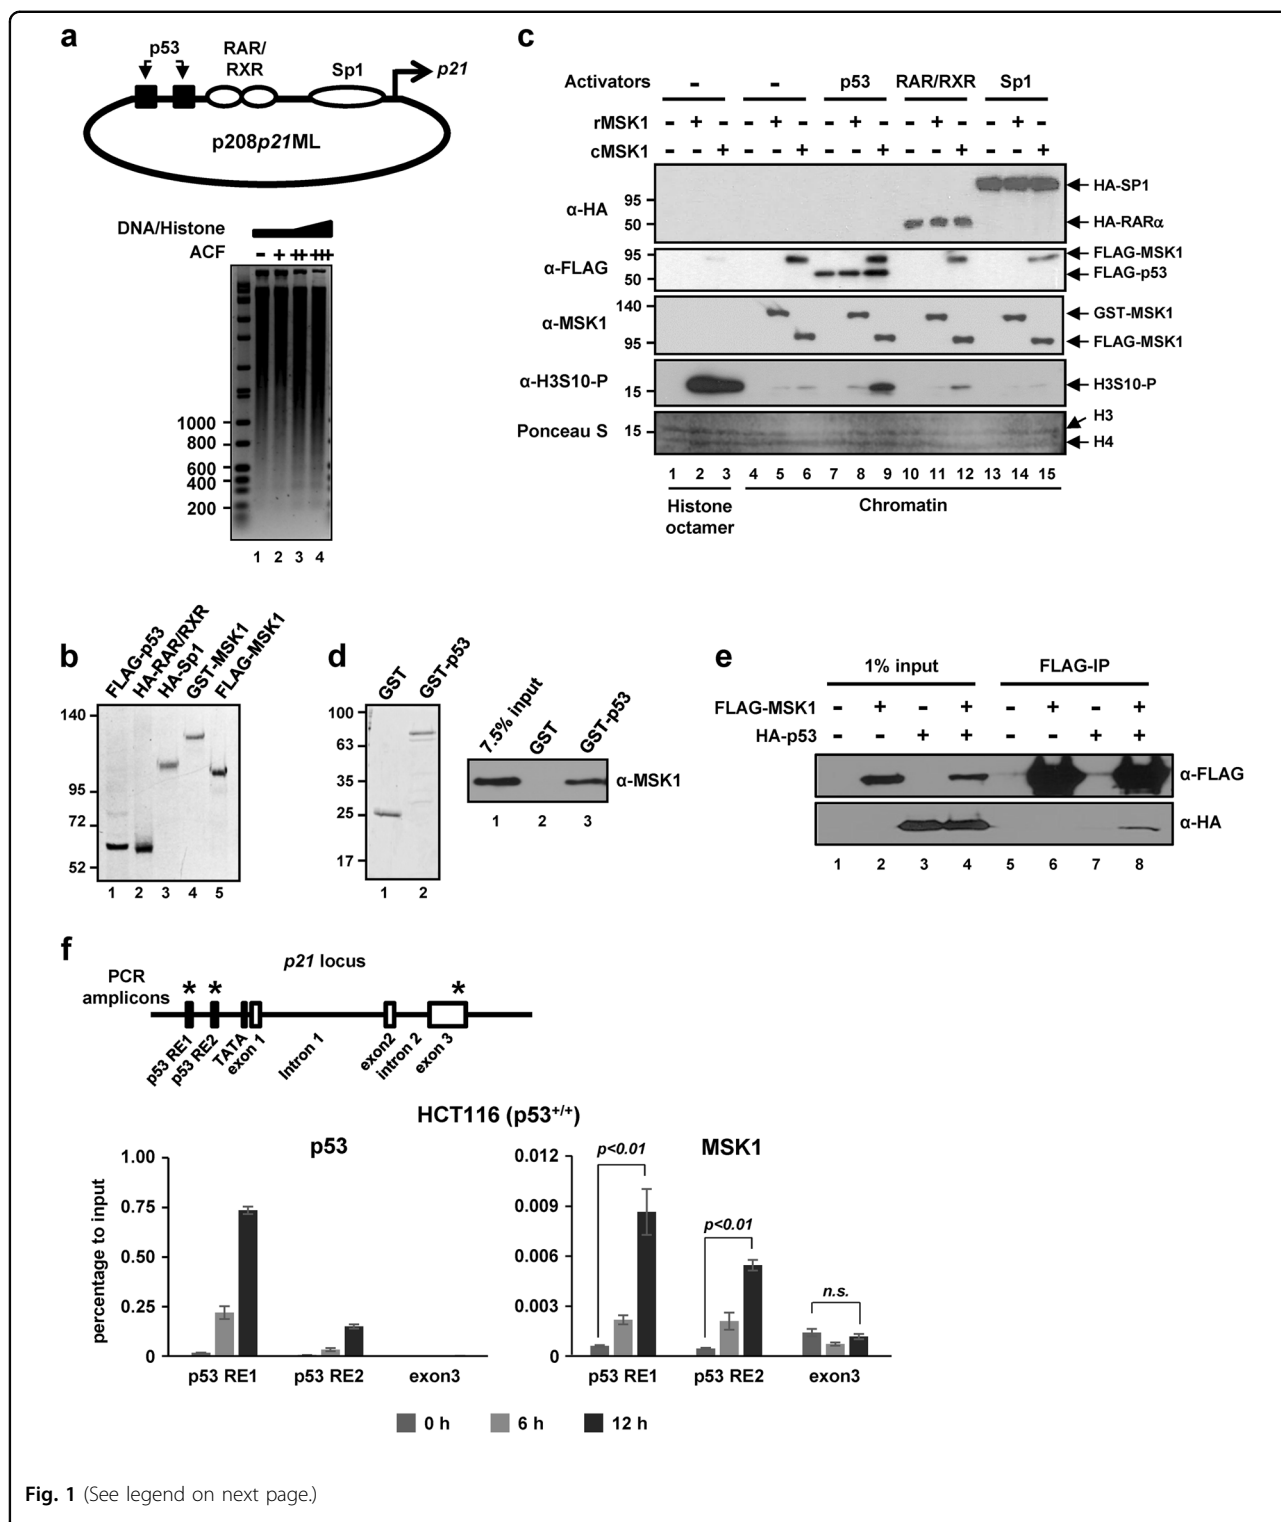 a
p53
RAR/
RXR
Sp1
p21
p208p21ML
DNA/Histone
ACF - + ++ +++
1000
800
600
400
200
1 2 3 4
c
Activators - - p53 RAR/RXR Sp1
rMSK1 - + - - + - - + - - + - - + -
cMSK1 - - + - - + - - + - - + - - +
α-HA
95
50
HA-SP1
HA-RARα
α-FLAG
95
50
FLAG-MSK1
FLAG-p53
α-MSK1
140
95
GST-MSK1
FLAG-MSK1
α-H3S10-P
15
H3S10-P
Ponceau S
15
H3
H4
1 2 3 4 5 6 7 8 9 10 11 12 13 14 15
Histone
octamer
Chromatin
b
FLAG-p53
HA-RAR/RXR
HA-Sp1
GST-MSK1
FLAG-MSK1
140
95
72
52
1 2 3 4 5
d
GST
GST-p53
100
63
35
25
17
1 2
7.5% input
GST
GST-p53
α-MSK1
1 2 3
e
1% input FLAG-IP
FLAG-MSK1 - + - + - + - +
HA-p53 - - + + - - + +
α-FLAG
α-HA
1 2 3 4 5 6 7 8
f
p21 locus
PCR
amplicons
* * *
p53 RE1
p53 RE2
TATA
exon 1
Intron 1
exon2
intron 2
exon 3
HCT116 (p53+/+)
p53
percentage to input
1.00
0.75
0.50
0.25
0
p53 RE1 p53 RE2 exon3
MSK1
0.012
0.009
0.006
0.003
0
p<0.01
p<0.01
n.s.
p53 RE1 p53 RE2 exon3
0 h 6 h 12 h
Fig. 1 (See legend on next page.)